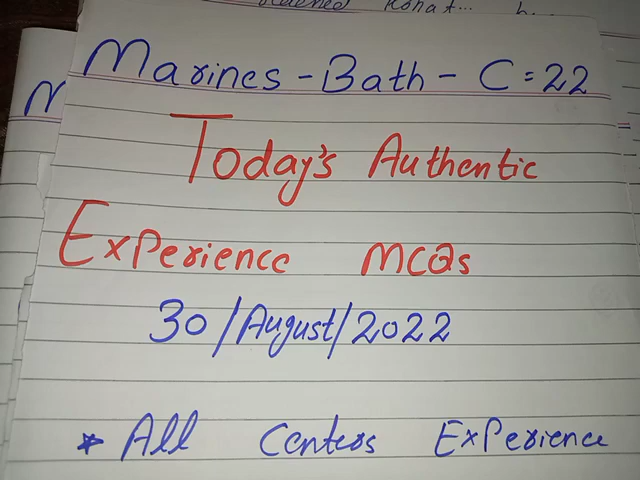 Marines - Bath - C = 22
Today's Authentic
Experience MCQs
30/August/2022
* All Centers Experience